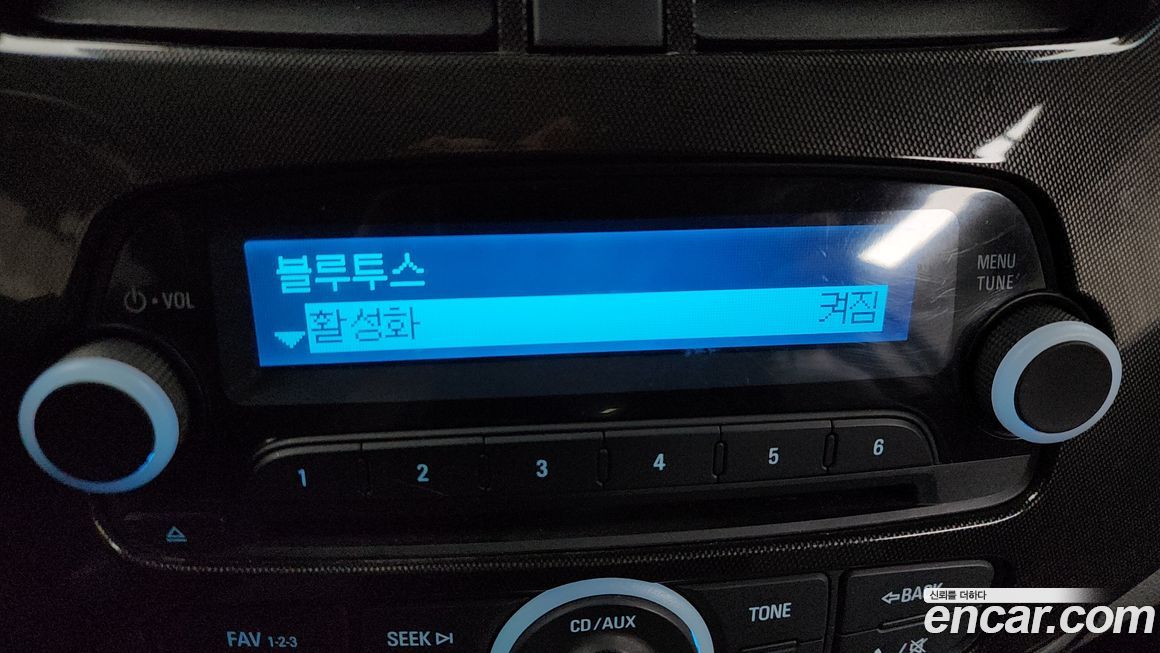 블루투스
활성화 켜짐
VOL
MENU
TUNE
1 2 3 4 5 6
CD/AUX
TONE
BACK
FAV 1-2-3
SEEK
신뢰를 더하다
encar.com